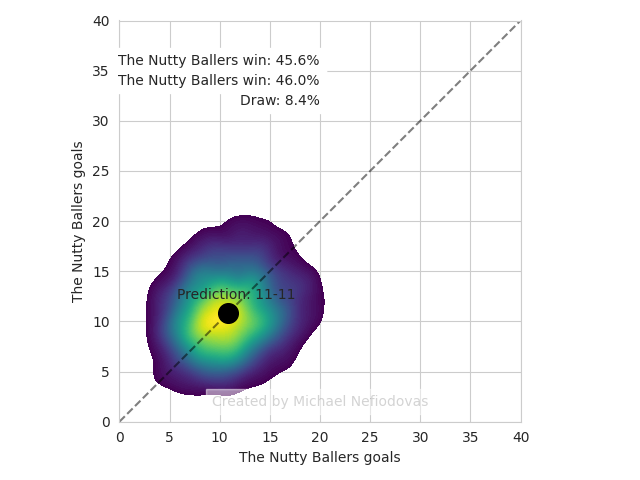 40
35
30
25
20
15
10
5
0
The Nutty Ballers goals
The Nutty Ballers win: 45.6%
The Nutty Ballers win: 46.0%
Draw: 8.4%
Prediction: 11-11
Created by Michael Nefiodovas
0 5 10 15 20 25 30 35 40
The Nutty Ballers goals